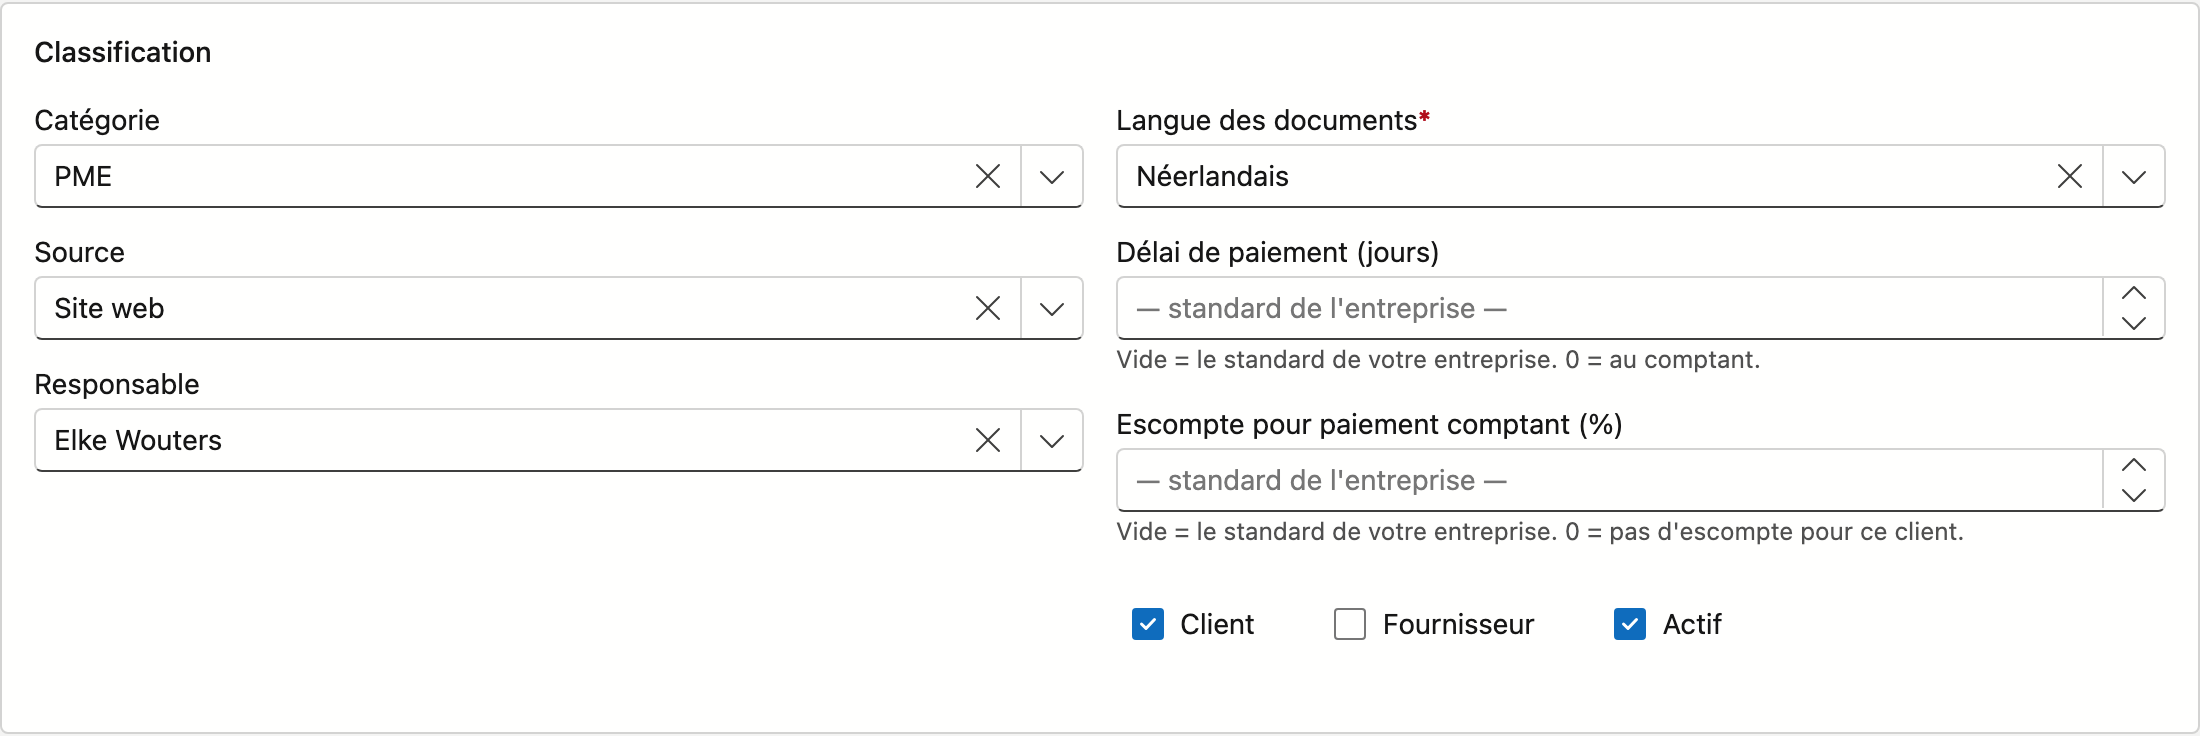 Classification
Catégorie
PME
Source
Site web
Responsable
Elke Wouters
Langue des documents*
Néerlandais
Délai de paiement (jours)
— standard de l'entreprise —
Vide = le standard de votre entreprise. 0 = au comptant.
Escompte pour paiement comptant (%)
— standard de l'entreprise —
Vide = le standard de votre entreprise. 0 = pas d'escompte pour ce client.
Client Fournisseur Actif